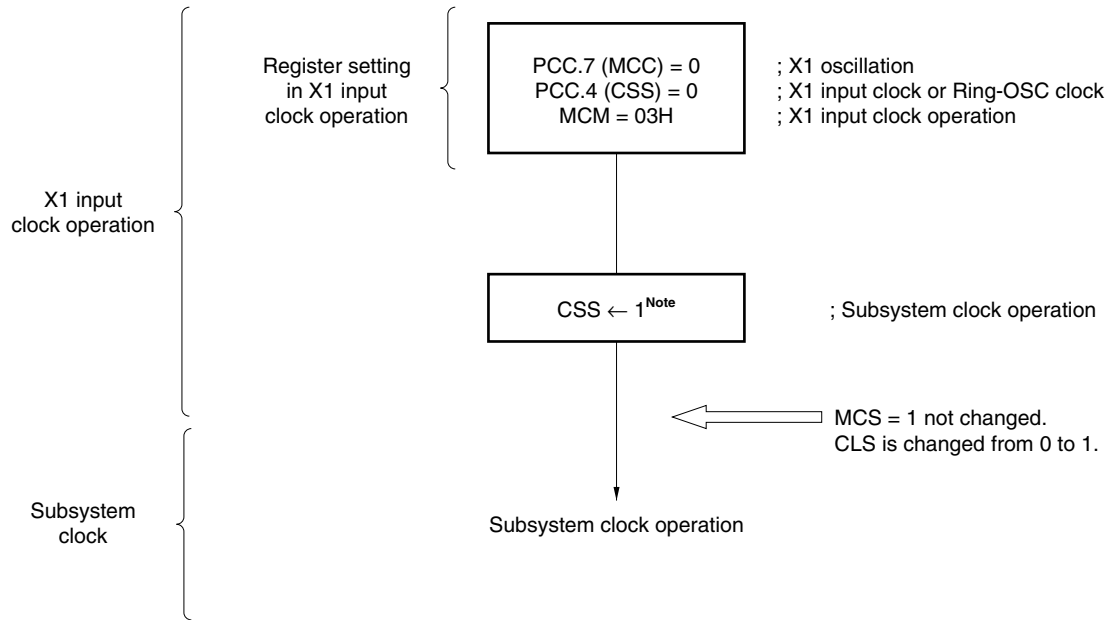 Register setting
in X1 input
clock operation
PCC.7 (MCC) = 0
PCC.4 (CSS) = 0
MCM = 03H
; X1 oscillation
; X1 input clock or Ring-OSC clock
; X1 input clock operation
X1 input
clock operation
CSS ← 1Note
; Subsystem clock operation
MCS = 1 not changed.
CLS is changed from 0 to 1.
Subsystem
clock
Subsystem clock operation